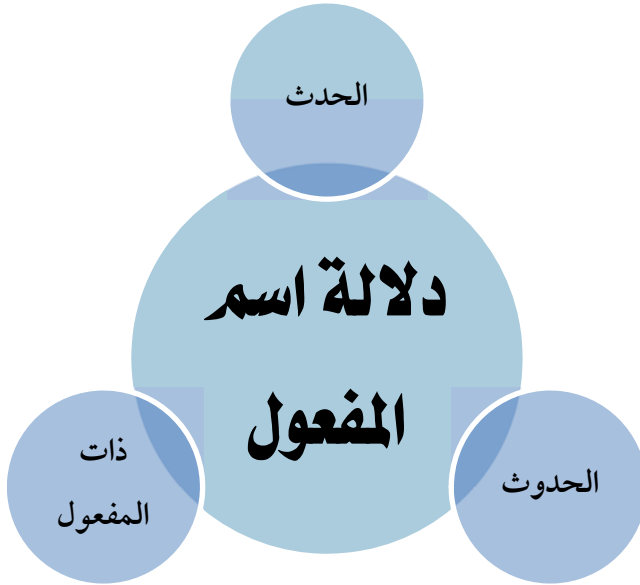 الحدث
دلالة اسم
المفعول
الحدوث
ذات
المفعول